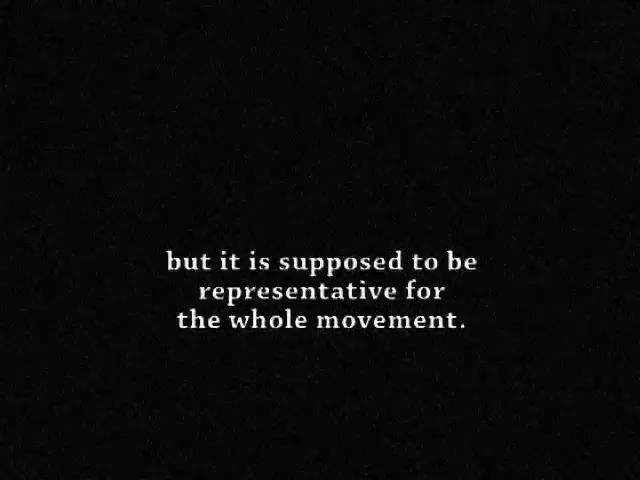 but it is supposed to be
representative for
the whole movement.